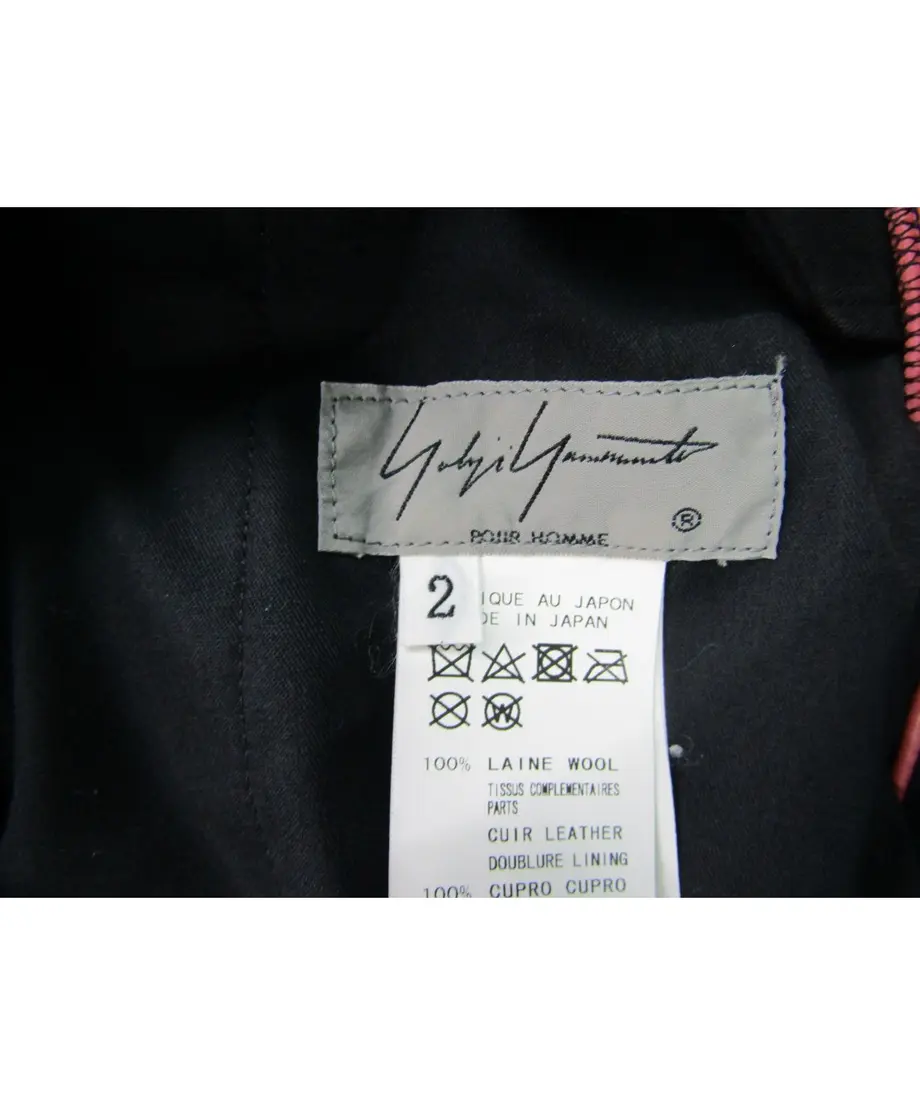 Yohji Yamamoto
®
POUR HOMME
2
IQUE AU JAPON
DE IN JAPAN
W
100% LAINE WOOL
TISSUS COMPLEMENTAIRES
PARTS
CUIR LEATHER
DOUBLURE LINING
100% CUPRO CUPRO